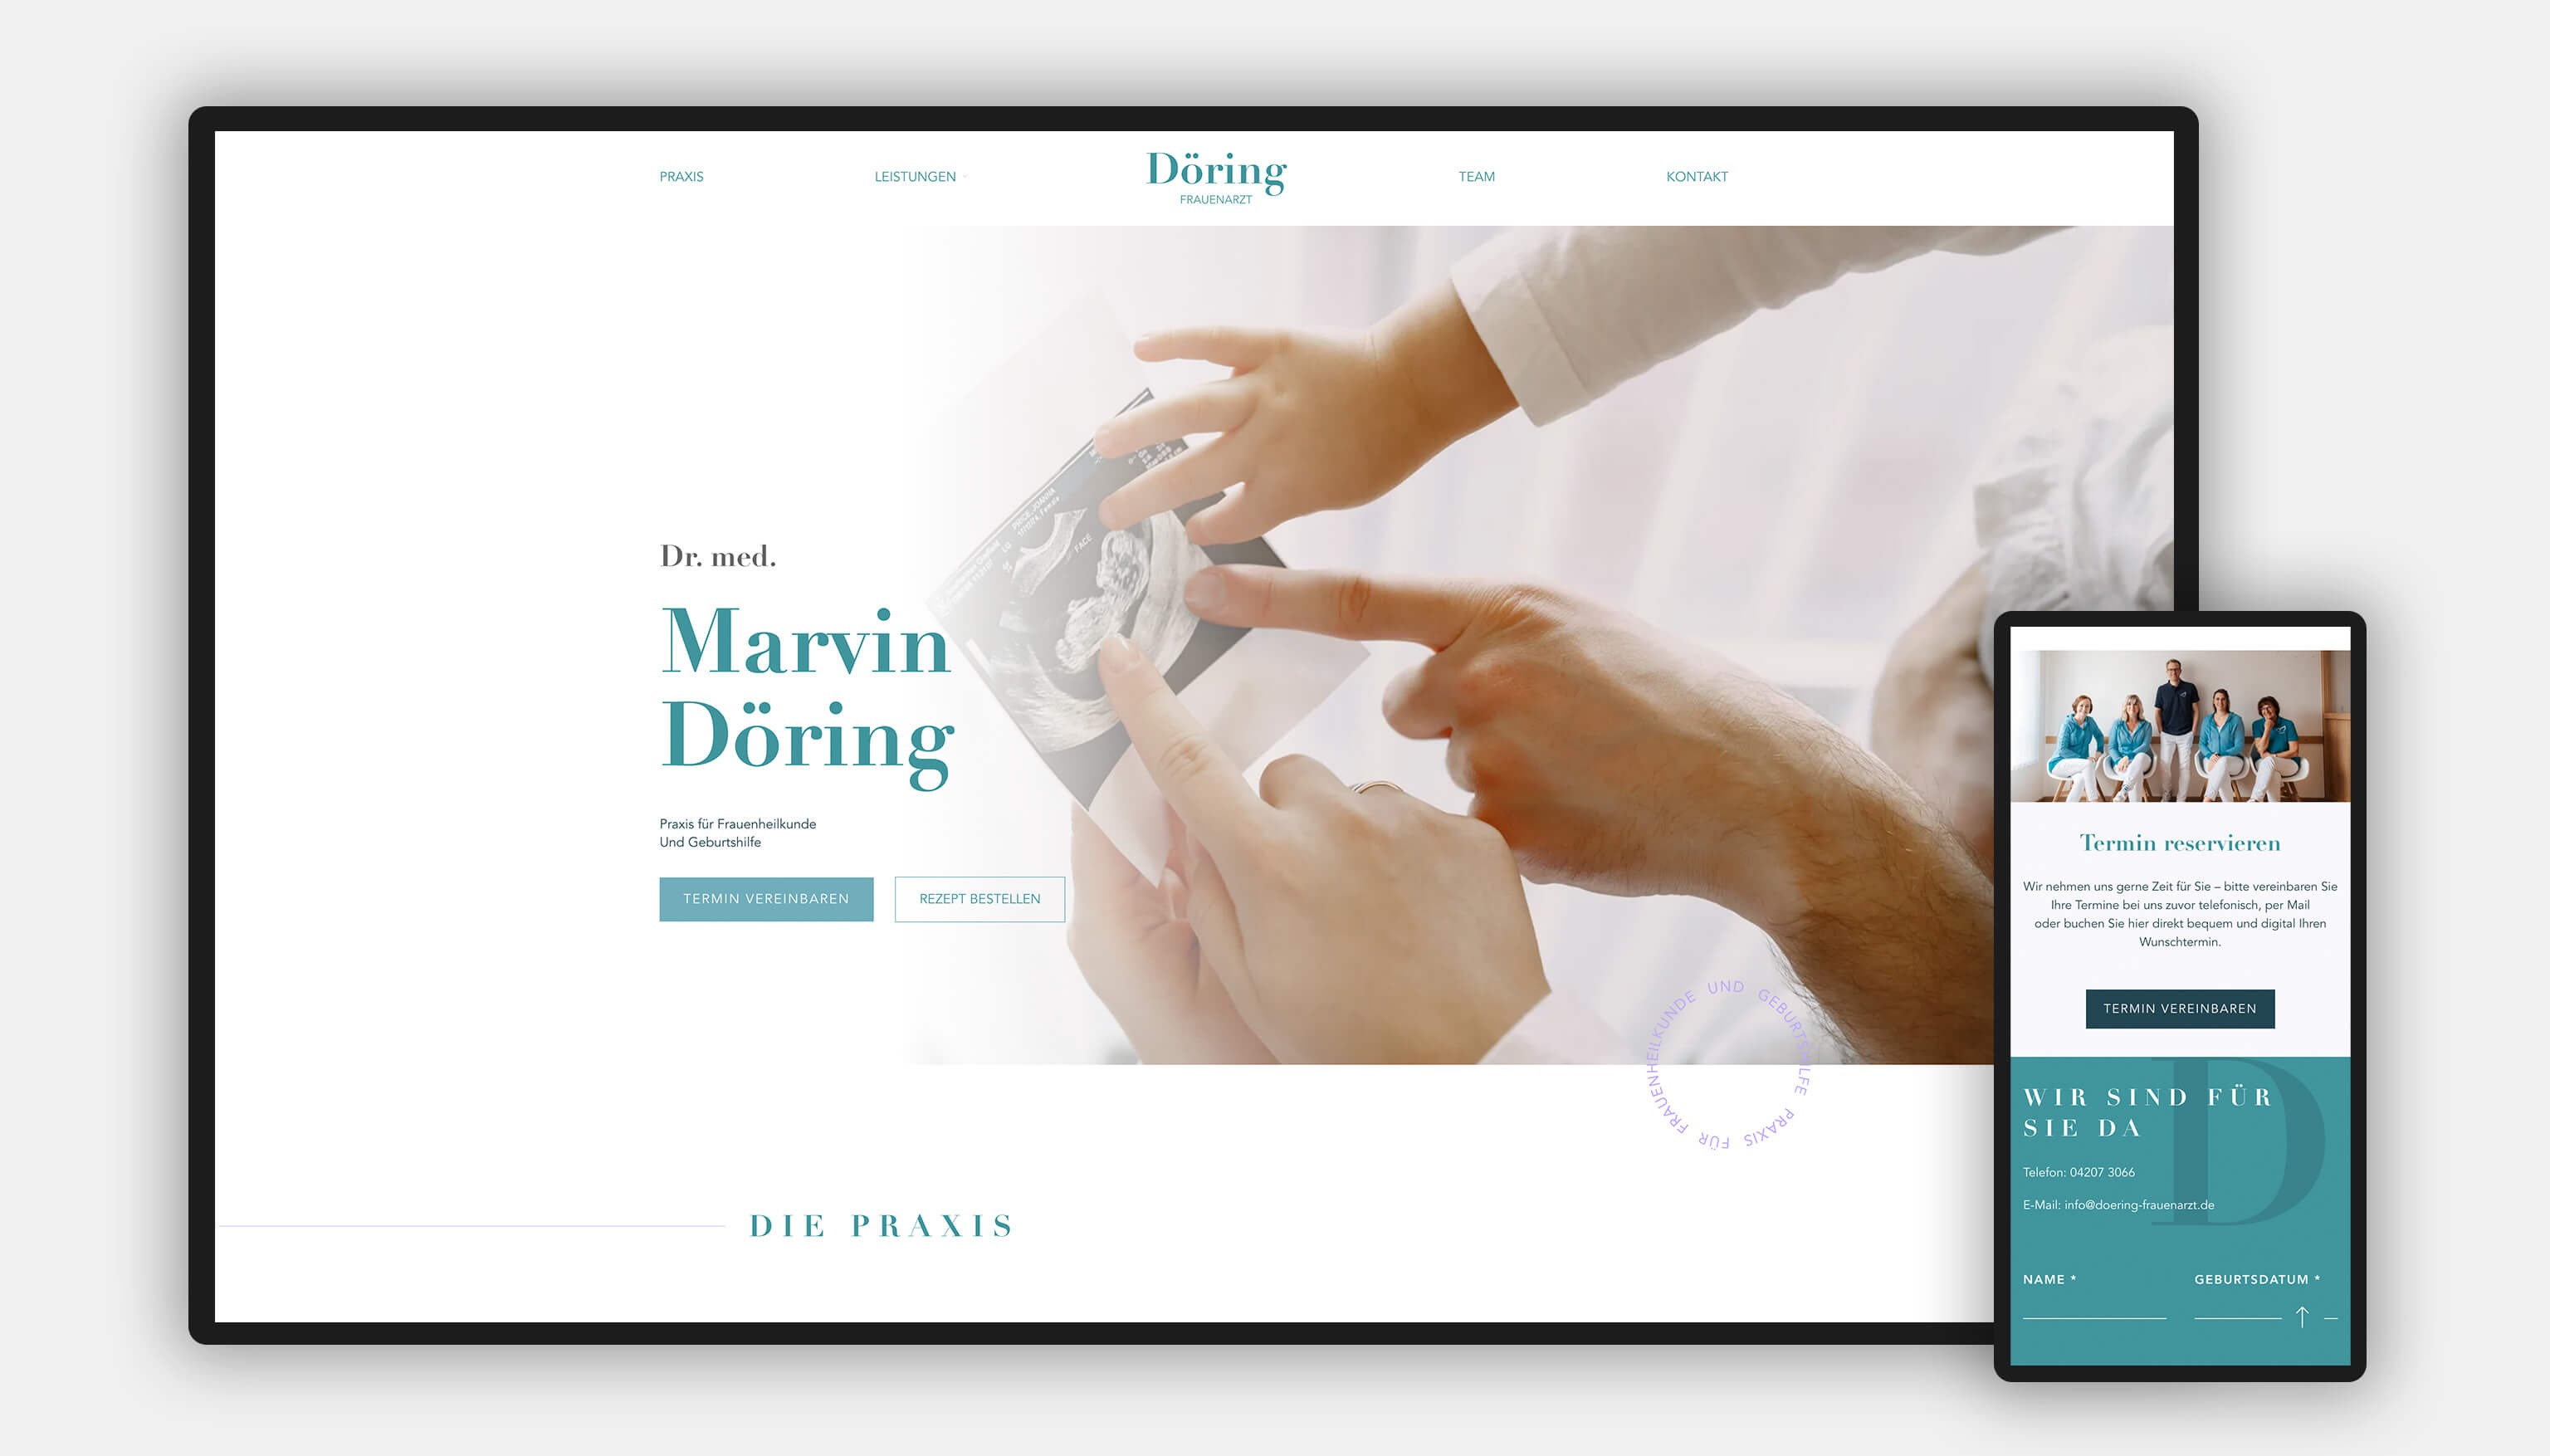 PRAXIS
LEISTUNGEN
Döring
FRAUENARZT
TEAM
KONTAKT
FACE
Dr. med.
Marvin
Döring
Praxis für Frauenheilkunde
Und Geburtshilfe
TERMIN VEREINBAREN
REZEPT BESTELLEN
PRAXIS FÜR FRAUENHEILKUNDE UND GEBURTSHILFE
DIE PRAXIS
Termin reservieren
Wir nehmen uns gerne Zeit für Sie – bitte vereinbaren Sie
Ihre Termine bei uns zuvor telefonisch, per Mail
oder buchen Sie hier direkt bequem und digital Ihren
Wunschtermin.
TERMIN VEREINBAREN
D
WIR SIND FÜR
SIE DA
Telefon: 04207 3066
E-Mail: info@doering-frauenarzt.de
NAME *
GEBURTSDATUM *